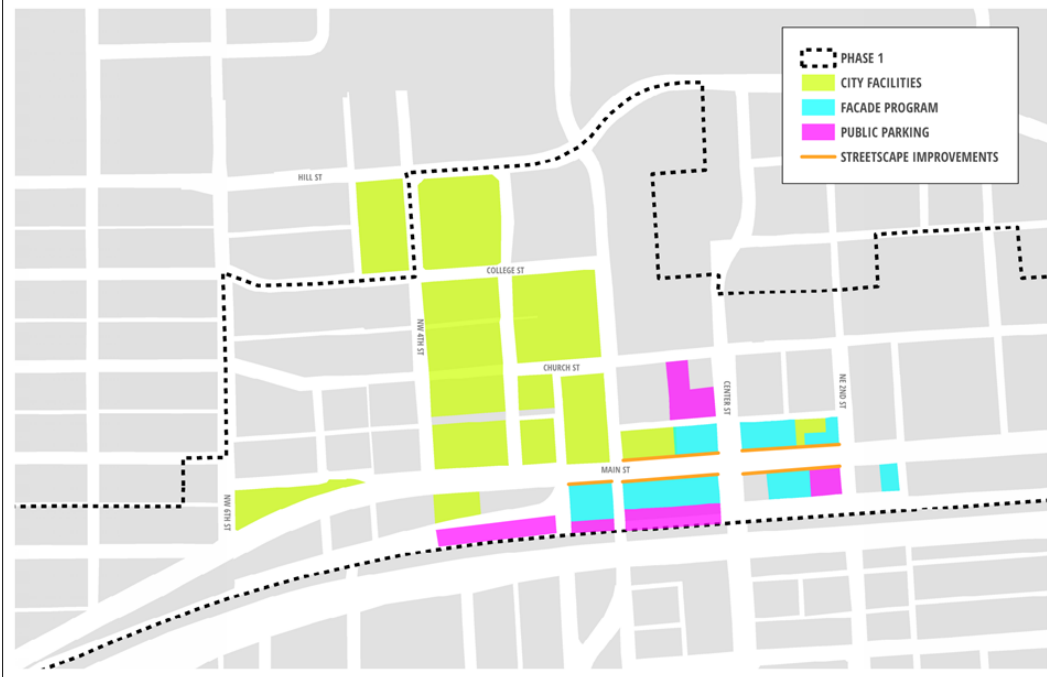 PHASE 1
CITY FACILITIES
FACADE PROGRAM
PUBLIC PARKING
STREETSCAPE IMPROVEMENTS
HILL ST
COLLEGE ST
NW 4TH ST
CHURCH ST
CENTER ST
NE 2ND ST
MAIN ST
NW 6TH ST